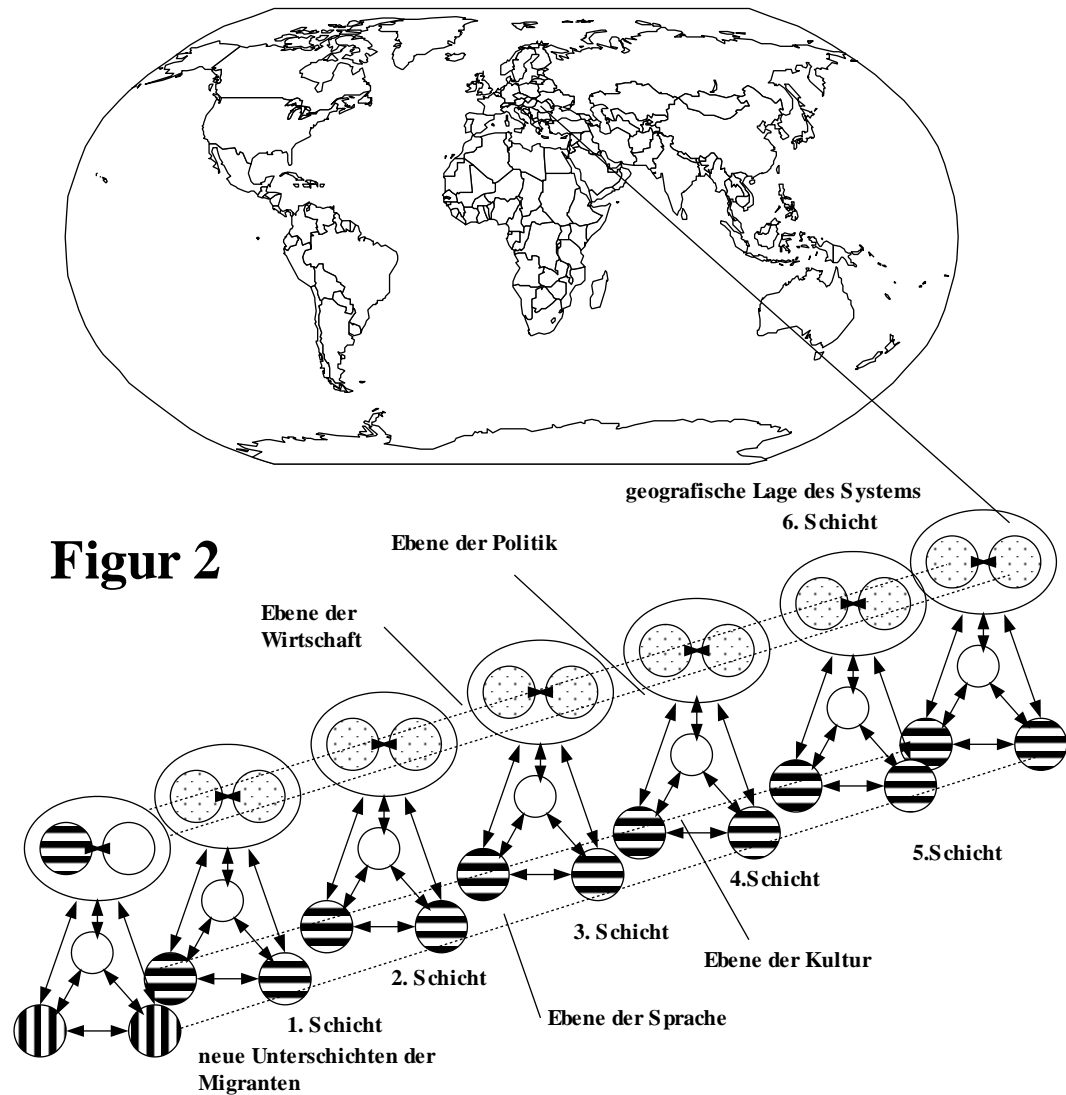 geografische Lage des Systems
6. Schicht
Ebene der Politik
Figur 2
Ebene der
Wirtschaft
5.Schicht
4.Schicht
3. Schicht
Ebene der Kultur
2. Schicht
Ebene der Sprache
1. Schicht
neue Unterschichten der
Migranten